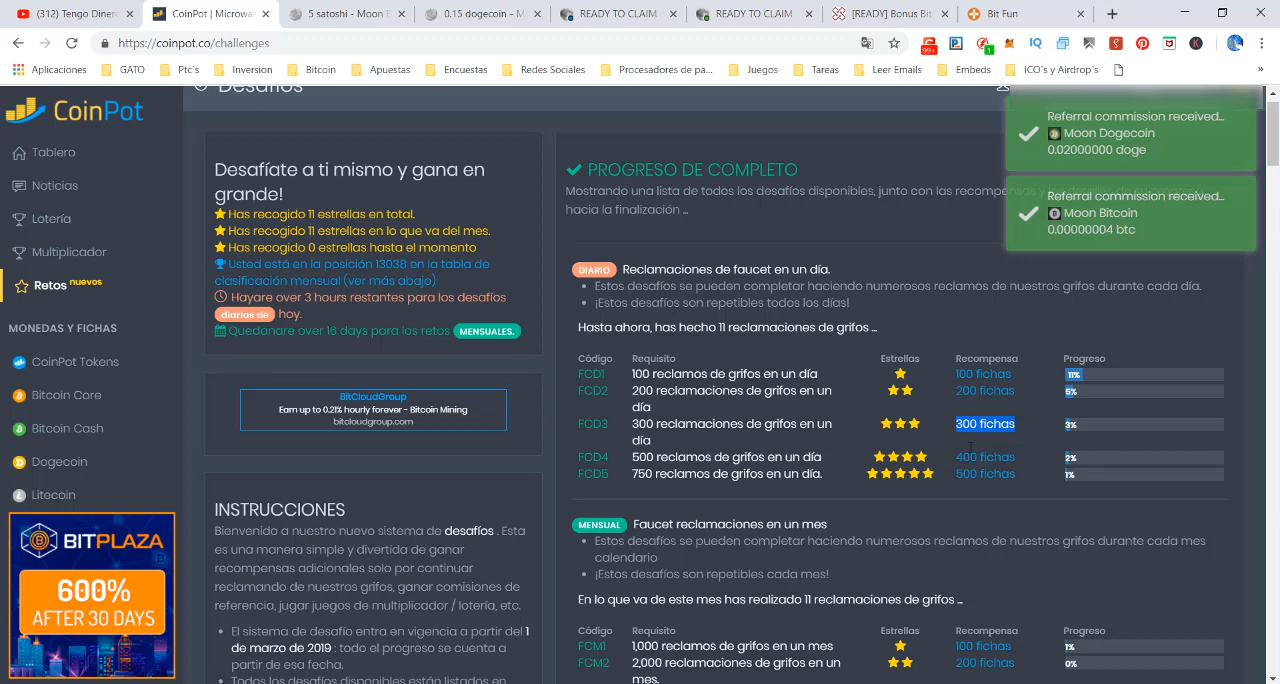 (312) Tengo Dinero
CoinPot | Microwal
5 satoshi - Moon B
0.15 dogecoin - M
READY TO CLAIM
READY TO CLAIM
[READY] Bonus Bit
Bit Fun
https://coinpot.co/challenges
99+
1
IQ
K
Aplicaciones
GATO
Ptc's
Inversion
Bitcoin
Apuestas
Encuestas
Redes Sociales
Procesadores de pa...
Juegos
Tareas
Leer Emails
Embeds
ICO's y Airdrop's
»
CoinPot
Tablero
Noticias
Lotería
Multiplicador
Retos nuevos
MONEDAS Y FICHAS
CoinPot Tokens
Bitcoin Core
Bitcoin Cash
Dogecoin
Litecoin
BITPLAZA
600%
AFTER 30 DAYS
Desafíos
Desafíate a ti mismo y gana en
grande!
Has recogido 11 estrellas en total.
Has recogido 11 estrellas en lo que va del mes.
Has recogido 0 estrellas hasta el momento
Usted está en la posición 13038 en la tabla de
clasificación mensual (ver más abajo)
Hayare over 3 hours restantes para los desafíos
diarios de hoy.
Quedanare over 16 days para los retos MENSUALES.
BitCloudGroup
Earn up to 0.21% hourly forever - Bitcoin Mining
bitcloudgroup.com
INSTRUCCIONES
Bienvenido a nuestro nuevo sistema de desafíos . Esta
es una manera simple y divertida de ganar
recompensas adicionales solo por continuar
reclamando de nuestros grifos, ganar comisiones de
referencia, jugar juegos de multiplicador / lotería, etc.
• El sistema de desafío entra en vigencia a partir del 1
de marzo de 2019 : todo el progreso se cuenta a
partir de esa fecha.
• Todos los desafíos disponibles están listados en
PROGRESO DE COMPLETO
Mostrando una lista de todos los desafíos disponibles, junto con las recompensas
hacia la finalización ...
Referral commission received...
Moon Dogecoin
0.02000000 doge
Referral commission received...
Moon Bitcoin
0.00000004 btc
DIARIO Reclamaciones de faucet en un día.
• Estos desafíos se pueden completar haciendo numerosos reclamos de nuestros grifos durante cada día.
• ¡Estos desafíos son repetibles todos los días!
Hasta ahora, has hecho 11 reclamaciones de grifos ...
Código Requisito Estrellas Recompensa Progreso
FCD1 100 reclamos de grifos en un día 100 fichas 11%
FCD2 200 reclamaciones de grifos en un 200 fichas 5%
día
FCD3 300 reclamaciones de grifos en un 300 fichas 3%
día
FCD4 500 reclamos de grifos en un día 400 fichas 2%
FCD5 750 reclamos de grifos en un día. 500 fichas 1%
MENSUAL Faucet reclamaciones en un mes
• Estos desafíos se pueden completar haciendo numerosos reclamos de nuestros grifos durante cada mes
calendario
• ¡Estos desafíos son repetibles cada mes!
En lo que va de este mes has realizado 11 reclamaciones de grifos ...
Código Requisito Estrellas Recompensa Progreso
FCM1 1,000 reclamaciones de grifos en un mes 100 fichas 1%
FCM2 2,000 reclamaciones de grifos en un 200 fichas 0%
mes.